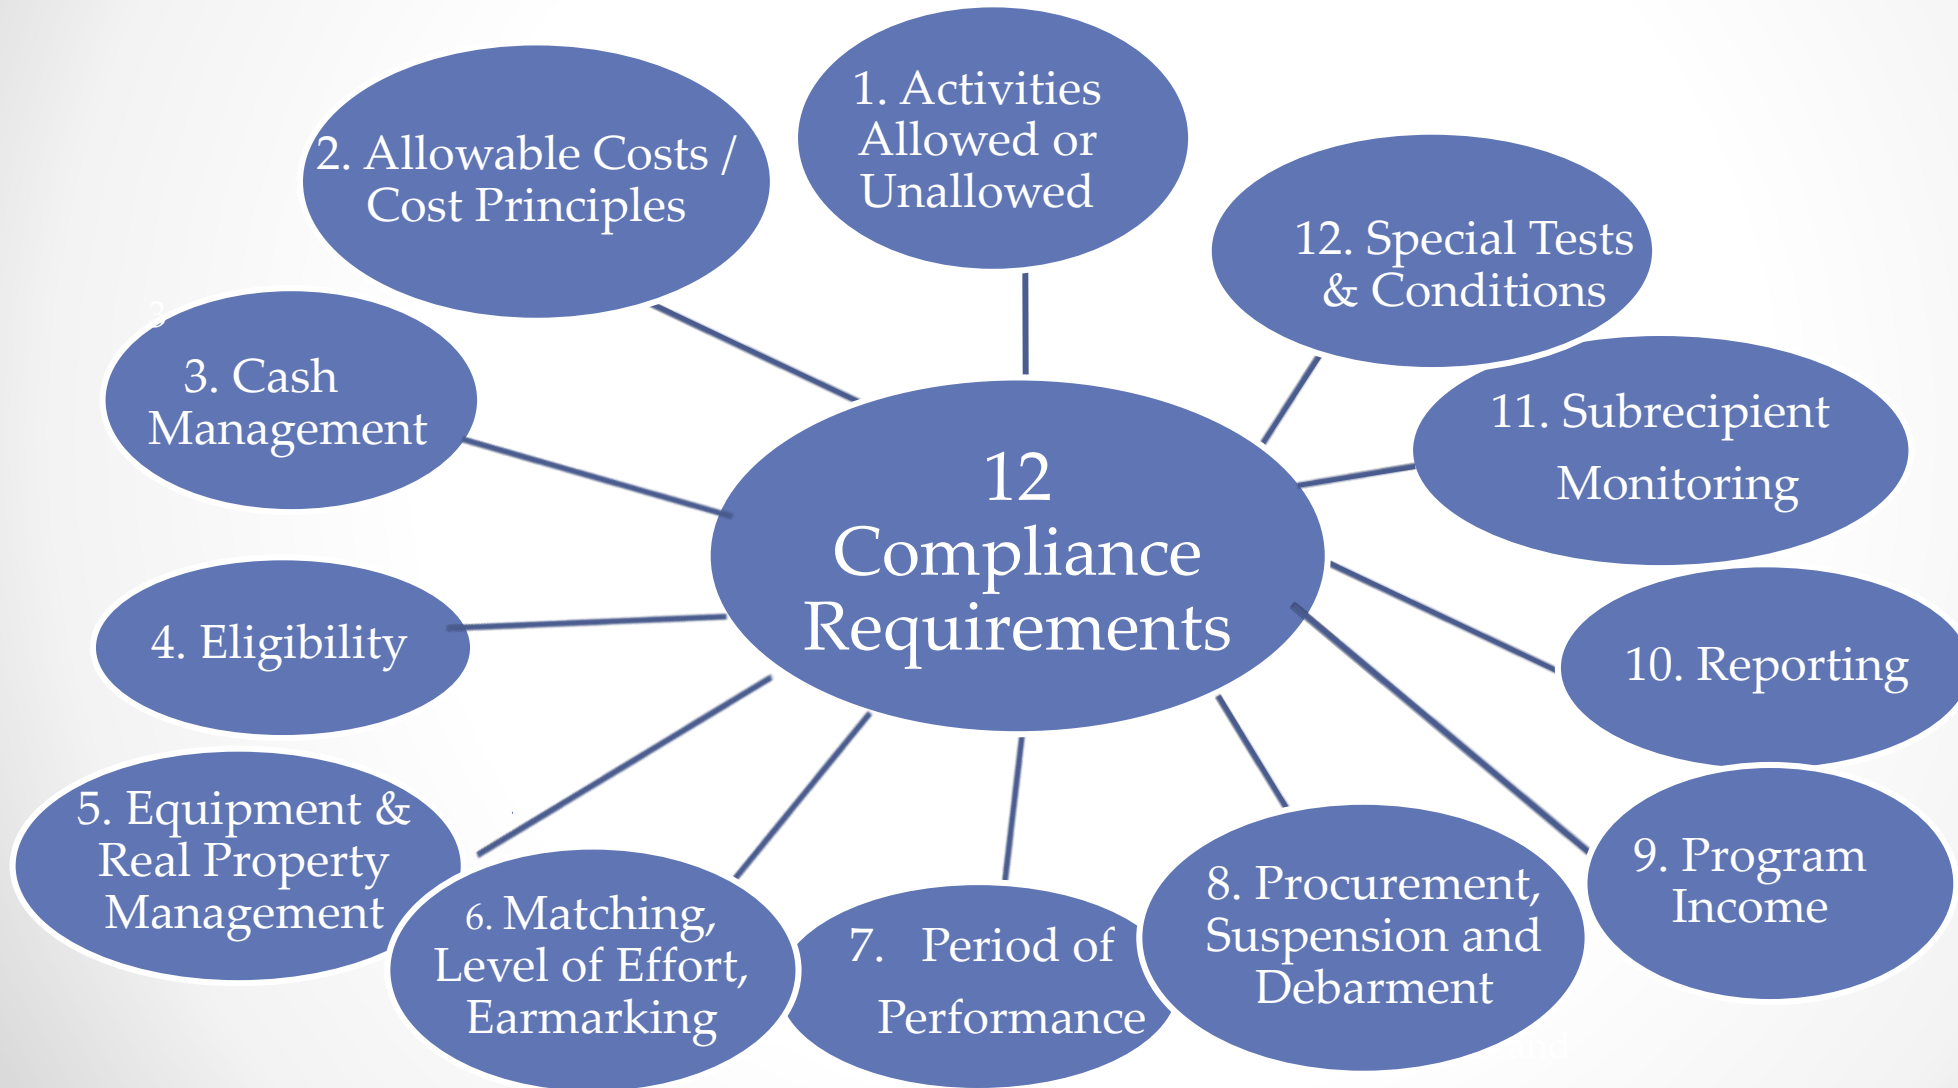 12
Compliance
Requirements
1. Activities
Allowed or
Unallowed
2. Allowable Costs /
Cost Principles
3
3. Cash
Management
4. Eligibility
5. Equipment &
Real Property
Management
6. Matching,
Level of Effort,
Earmarking
7. Period of
Performance
8. Procurement,
Suspension and
Debarment
and
9. Program
Income
10. Reporting
11. Subrecipient
Monitoring
12. Special Tests
& Conditions